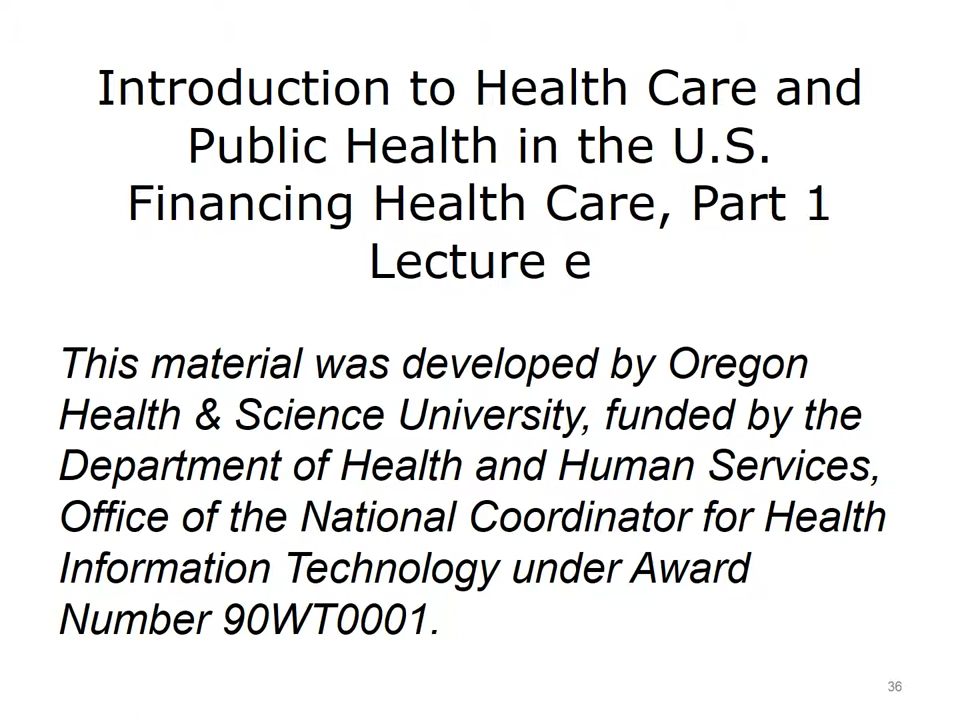 Introduction to Health Care and
Public Health in the U.S.
Financing Health Care, Part 1
Lecture e
This material was developed by Oregon
Health & Science University, funded by the
Department of Health and Human Services,
Office of the National Coordinator for Health
Information Technology under Award
Number 90WT0001.
36